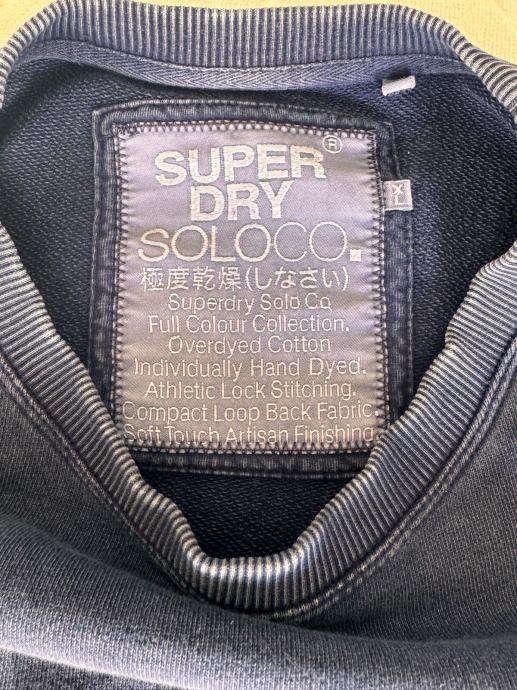 SUPER®
DRY
SOLOCO.
極度乾燥(しなさい)
Superdry Solo Co
Full Colour Collection.
Overdyed Cotton
Individually Hand Dyed.
Athletic Lock Stitching.
Compact Loop Back Fabric
Soft Touch Artisan Finishing
XL